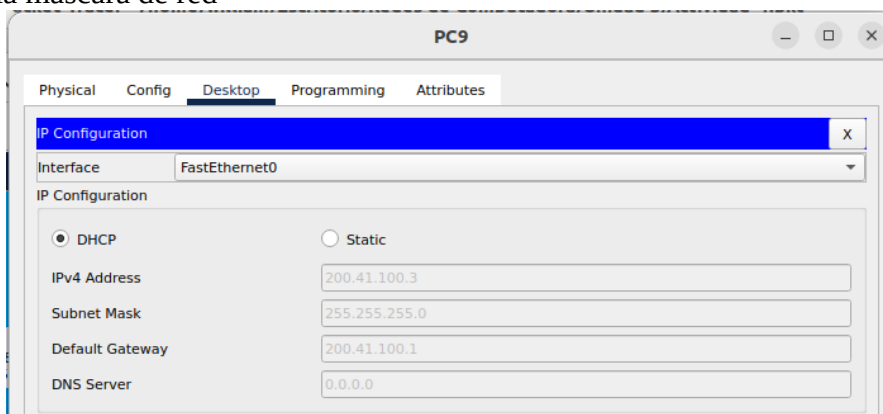 máscara de red
PC9
Physical Config Desktop Programming Attributes
IP Configuration X
Interface FastEthernet0
IP Configuration
DHCP Static
IPv4 Address 200.41.100.3
Subnet Mask 255.255.255.0
Default Gateway 200.41.100.1
DNS Server 0.0.0.0